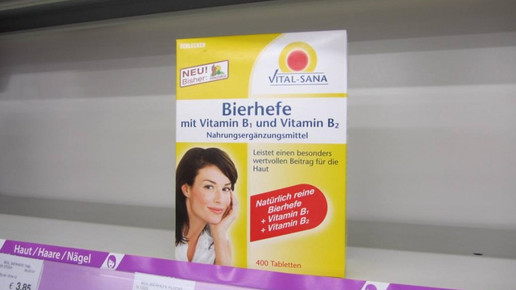 NEU!
Bisher:
VITAL-SANA
Bierhefe
mit Vitamin B1 und Vitamin B2
Nahrungsergänzungsmittel
Leistet einen besonders
wertvollen Beitrag für die
Haut
Natürlich reine
Bierhefe
+ Vitamin B1
+ Vitamin B2
400 Tabletten
Haut/Haare/Nägel
€ 3,85